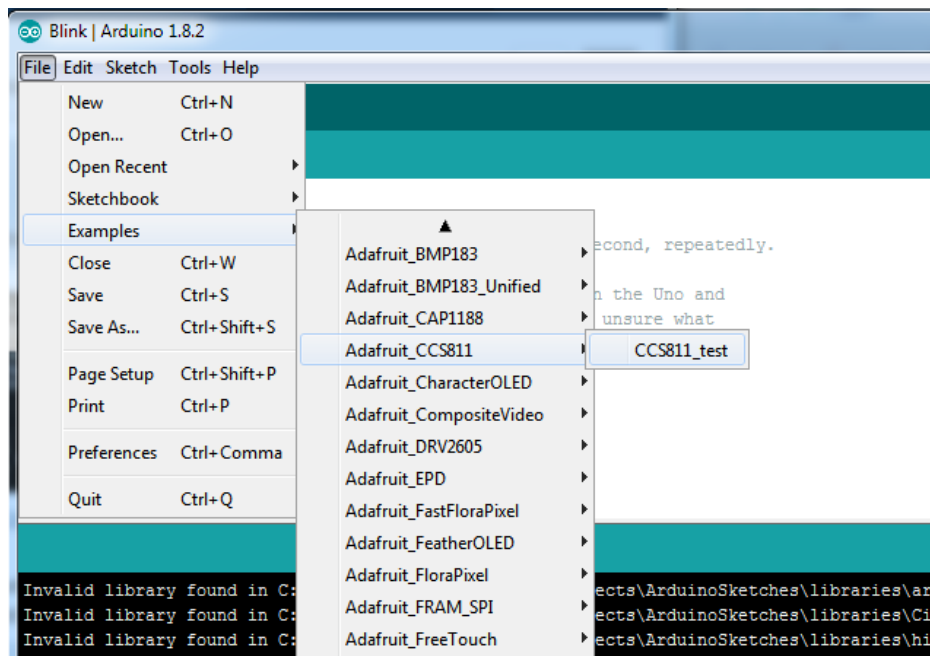 Blink | Arduino 1.8.2
File Edit Sketch Tools Help
New Ctrl+N
Open... Ctrl+O
Open Recent
Sketchbook
Examples
Close Ctrl+W
Save Ctrl+S
Save As... Ctrl+Shift+S
Page Setup Ctrl+Shift+P
Print Ctrl+P
Preferences Ctrl+Comma
Quit Ctrl+Q
Adafruit_BMP183
Adafruit_BMP183_Unified
Adafruit_CAP1188
Adafruit_CCS811
Adafruit_CharacterOLED
Adafruit_CompositeVideo
Adafruit_DRV2605
Adafruit_EPD
Adafruit_FastFloraPixel
Adafruit_FeatherOLED
Adafruit_FloraPixel
Adafruit_FRAM_SPI
Adafruit_FreeTouch
CCS811_test
econd, repeatedly.
the Uno and
unsure what
Invalid library found in C: ects\ArduinoSketches\libraries\ar
Invalid library found in C: ects\ArduinoSketches\libraries\Ci
Invalid library found in C: ects\ArduinoSketches\libraries\hi